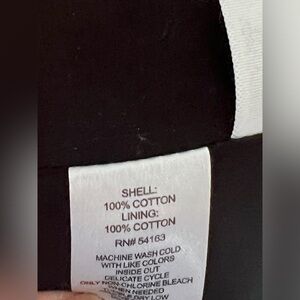 SHELL:
100% COTTON
LINING:
100% COTTON
RN# 54163
MACHINE WASH COLD
WITH LIKE COLORS
INSIDE OUT
DELICATE CYCLE
ONLY NON-CHLORINE BLEACH
WHEN NEEDED
DRY LOW